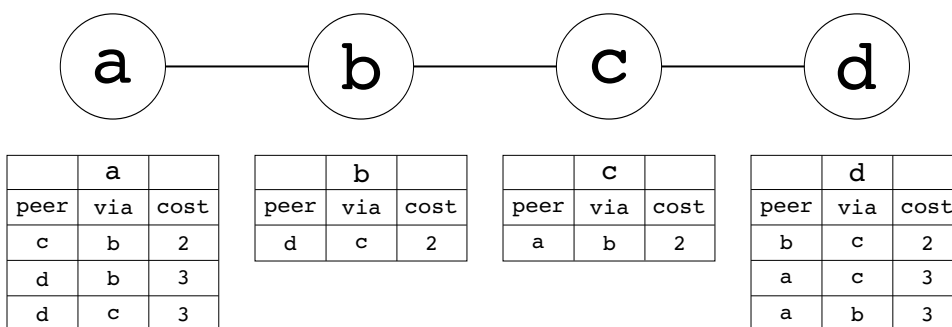 a b c d
a b c d
peer via cost peer via cost peer via cost peer via cost
c b 2 d c 2 a b 2 b c 2
d b 3 a c 3
d c 3 a b 3